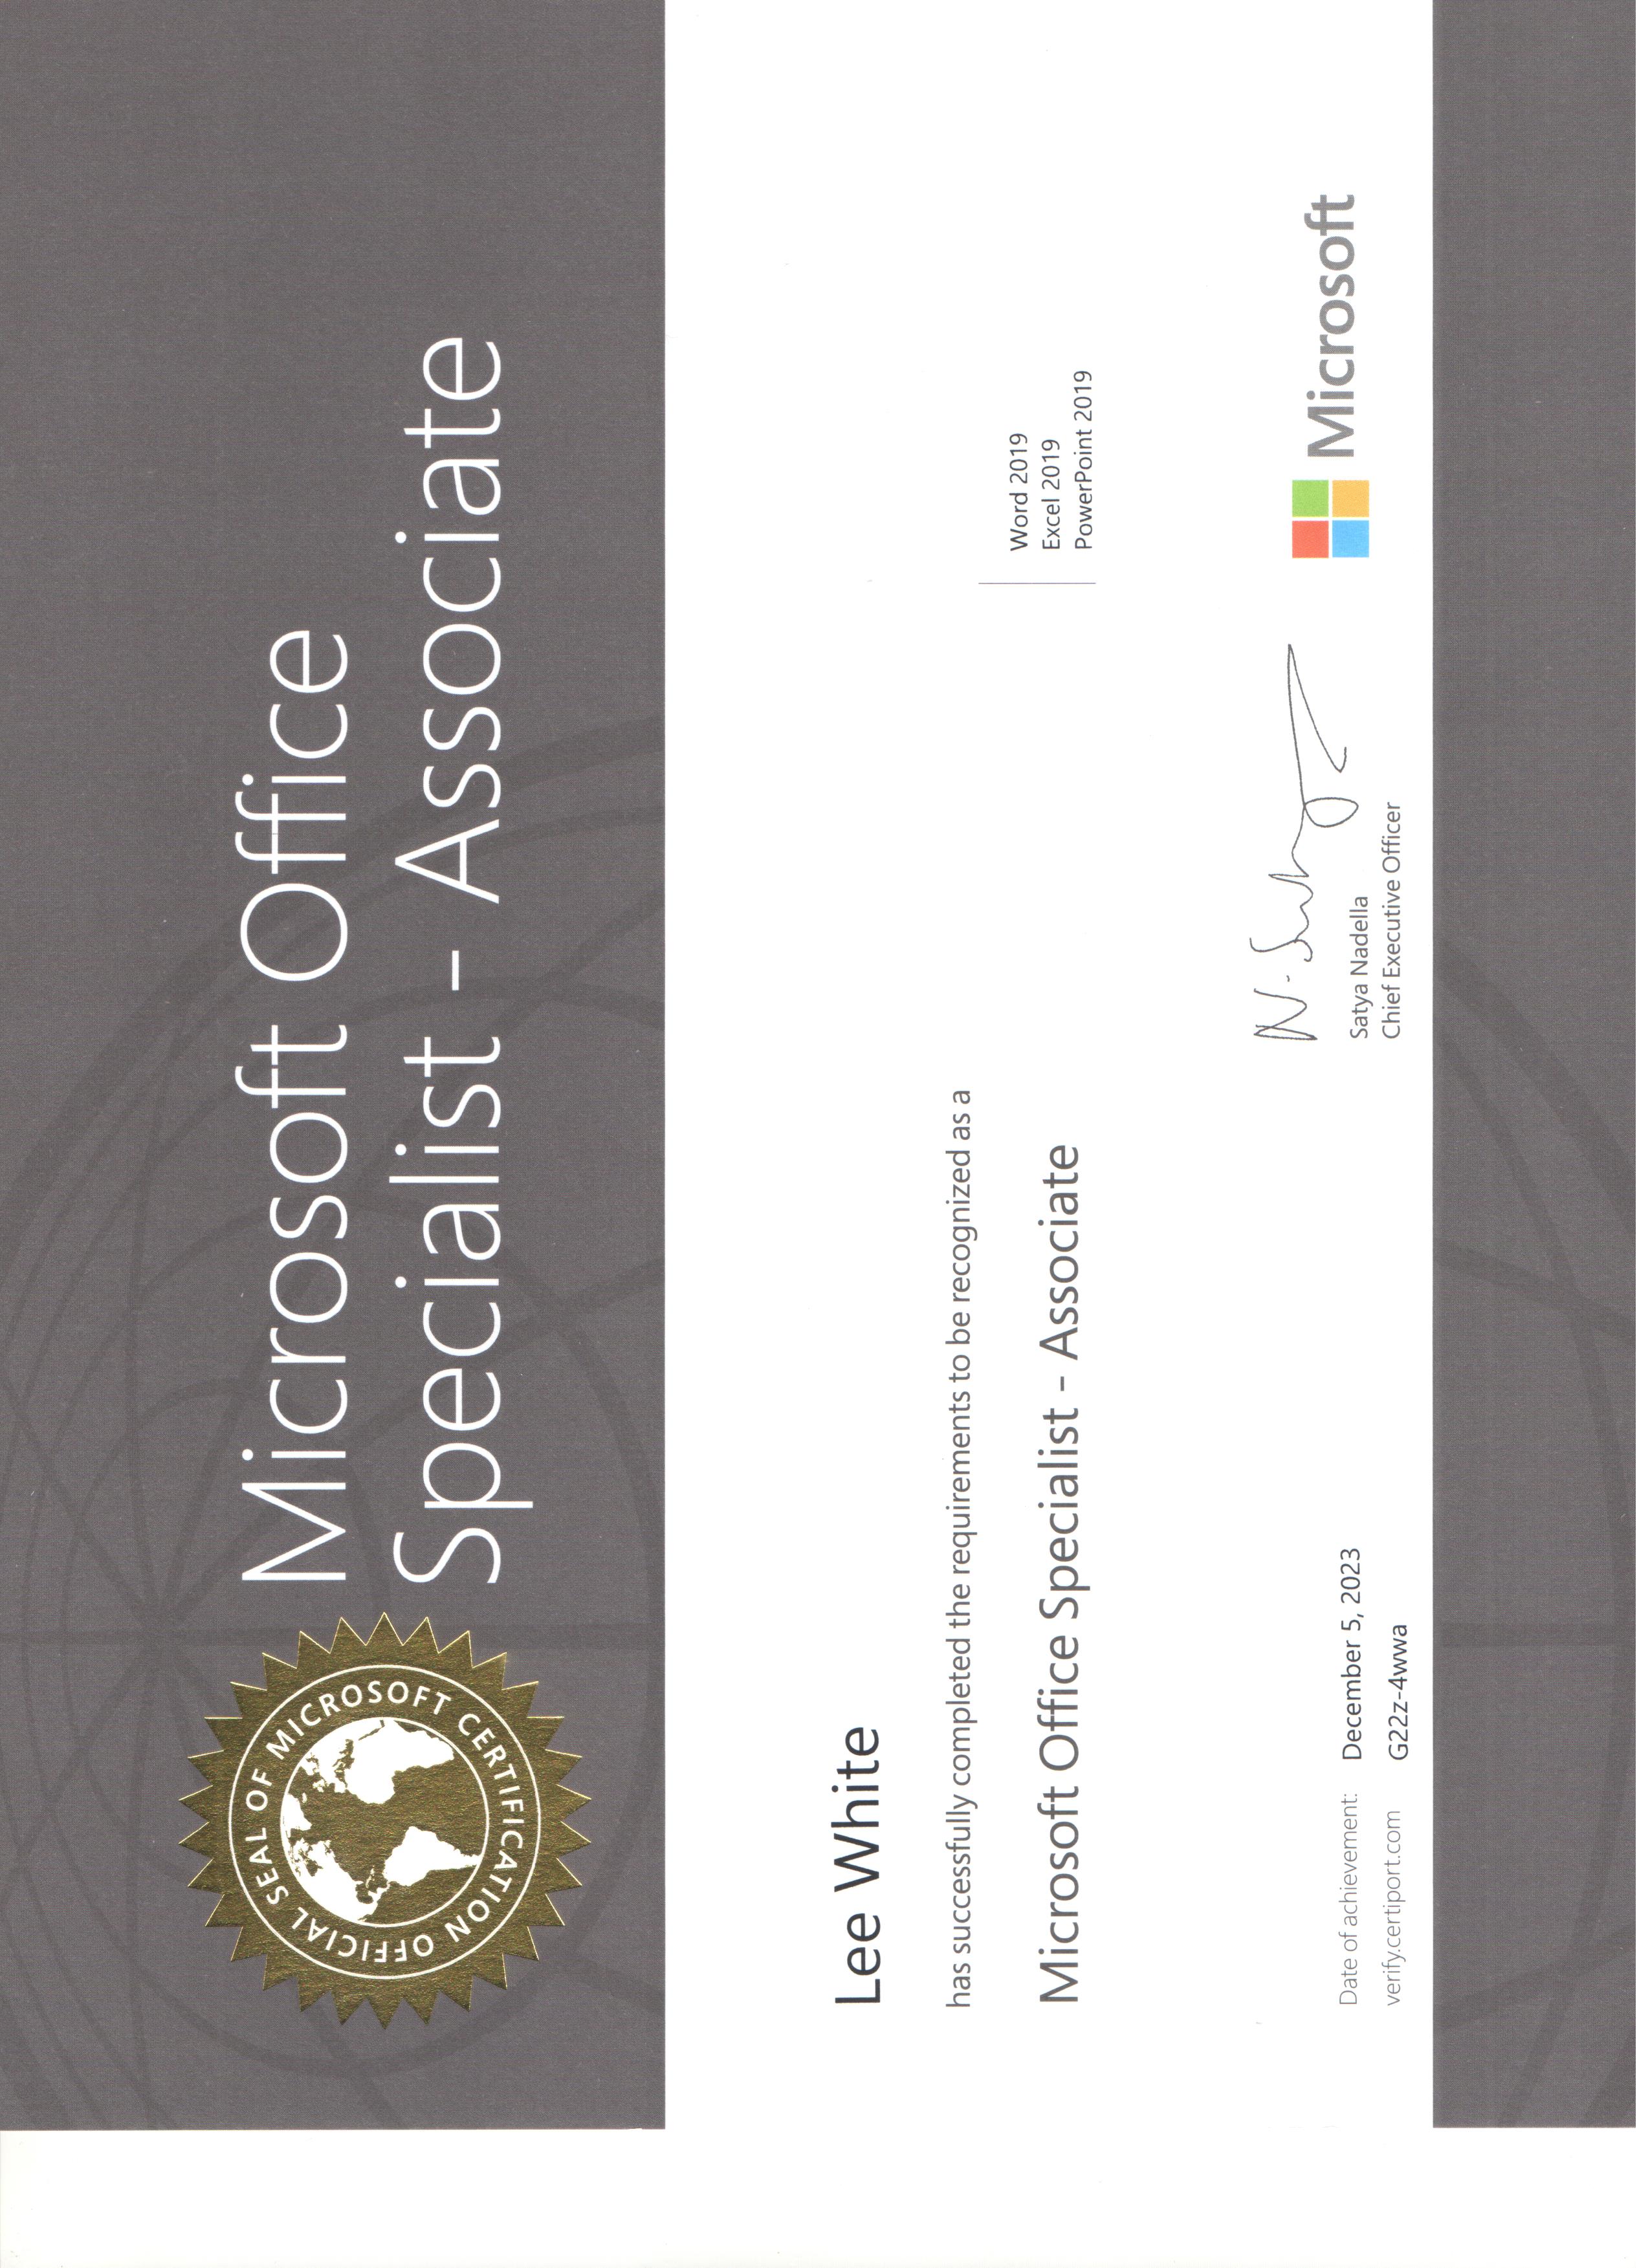 OFFICIAL SEAL OF MICROSOFT CERTIFICATION
Microsoft Office
Specialist - Associate
Lee White
has successfully completed the requirements to be recognized as a
Microsoft Office Specialist - Associate
Word 2019
Excel 2019
PowerPoint 2019
Date of achievement: December 5, 2023
verify.certiport.com G22z-4wwa
N. Satya
Satya Nadella
Chief Executive Officer
Microsoft